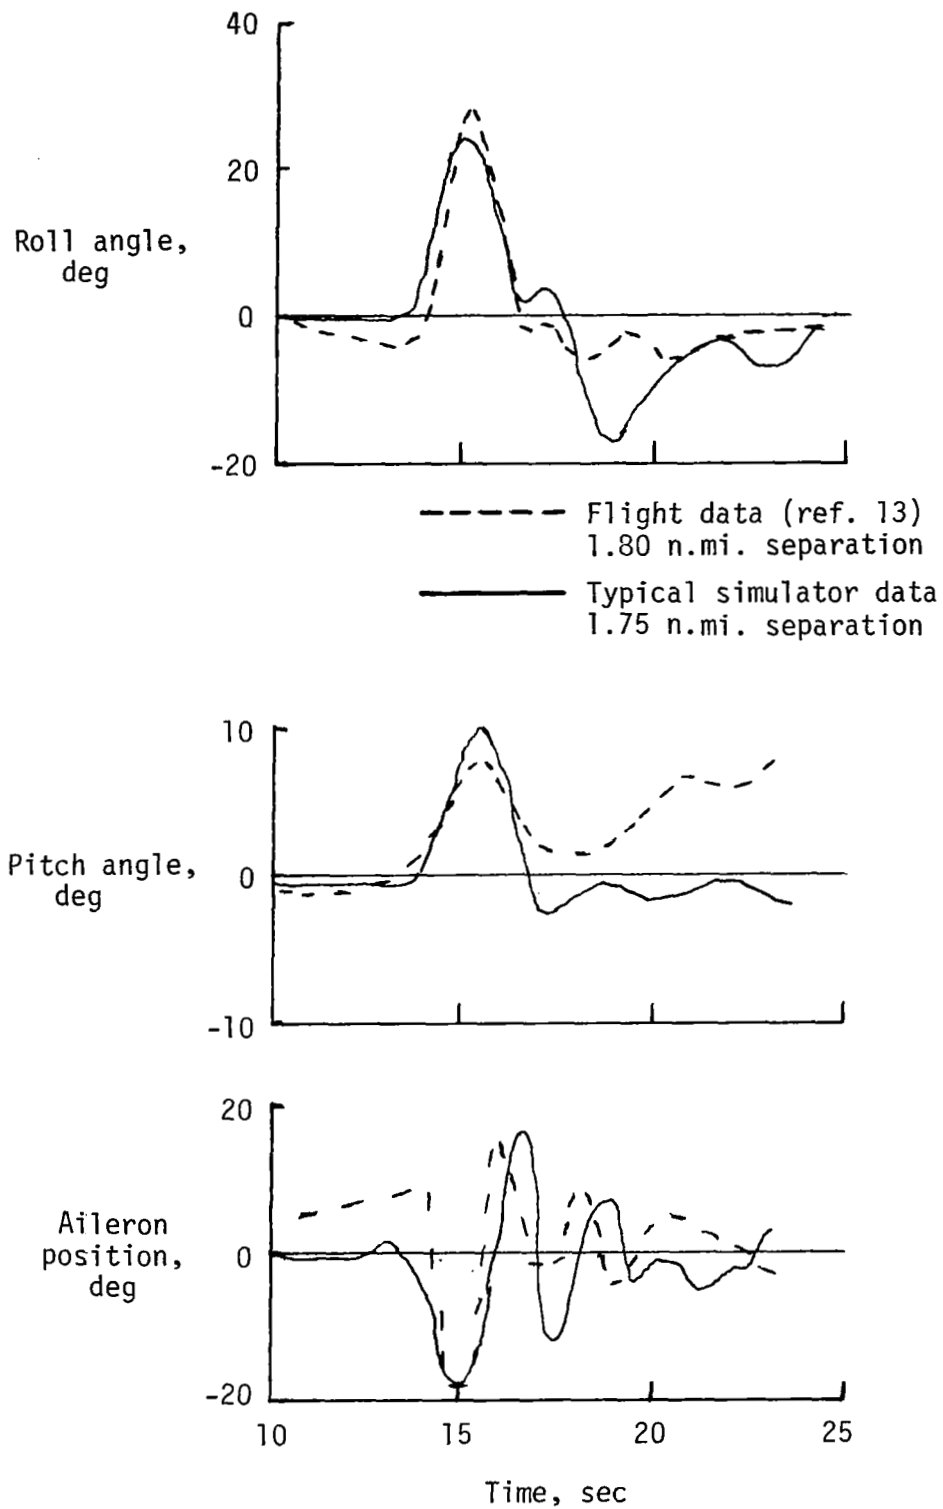 40
20
Roll angle,
deg
0
-20
Flight data (ref. 13)
1.80 n.mi. separation
Typical simulator data
1.75 n.mi. separation
10
Pitch angle,
deg
0
-10
20
Aileron
position,
deg
0
-20
10 15 20 25
Time, sec